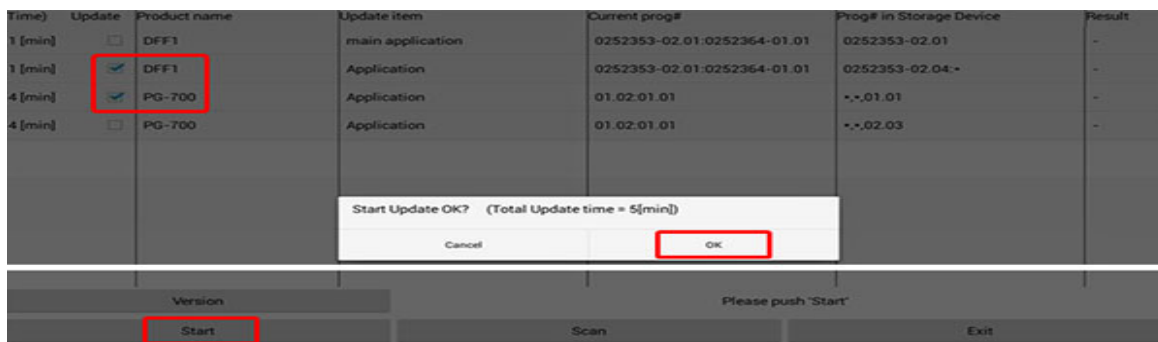 Time) Update Product name Update item Current prog# Prog# in Storage Device Result
1 [min] DFF1 main application 0252353-02.01:0252364-01.01 0252353-02.01 -
1 [min] DFF1 Application 0252353-02.01:0252364-01.01 0252353-02.04:- -
4 [min] PG-700 Application 01.02:01.01 -,-,01.01 -
4 [min] PG-700 Application 01.02:01.01 -,-,02.03 -
Start Update OK? (Total Update time = 5[min])
Cancel OK
Version Please push 'Start'
Start Scan Exit